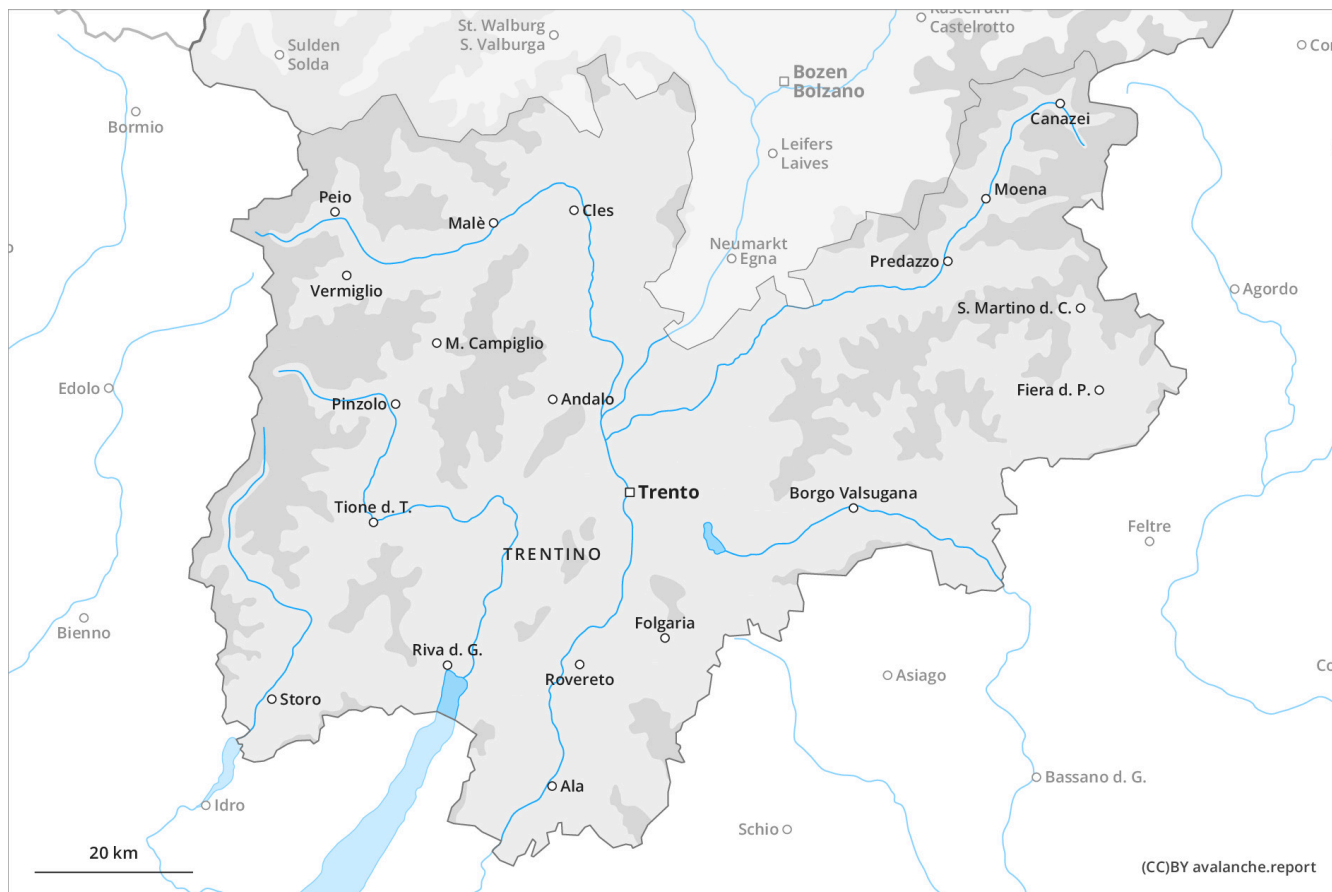 Kastelruth
Castelrotto
St. Walburg
S. Valburga
Sulden
Solda
Bozen
Bolzano
Bormio
Canazei
Leifers
Laives
Moena
Peio
Malè
Cles
Neumarkt
Egna
Predazzo
Vermiglio
Agordo
S. Martino d. C.
M. Campiglio
Edolo
Fiera d. P.
Pinzolo
Andalo
Trento
Borgo Valsugana
Tione d. T.
Feltre
TRENTINO
Bienno
Folgaria
Riva d. G.
Asiago
Rovereto
Storo
Bassano d. G.
Ala
Idro
Schio
20 km
(CC)BY avalanche.report